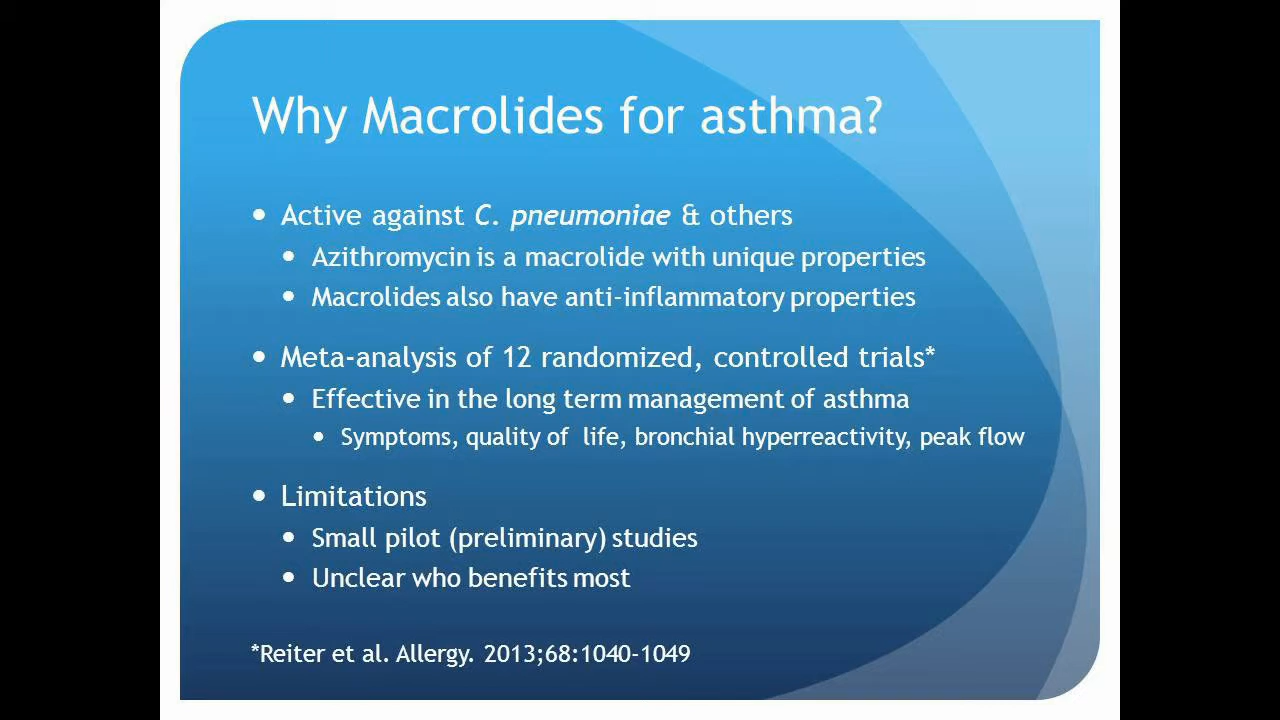 Why Macrolides for asthma?
• Active against C. pneumoniae & others
• Azithromycin is a macrolide with unique properties
• Macrolides also have anti-inflammatory properties
• Meta-analysis of 12 randomized, controlled trials*
• Effective in the long term management of asthma
• Symptoms, quality of life, bronchial hyperreactivity, peak flow
• Limitations
• Small pilot (preliminary) studies
• Unclear who benefits most
*Reiter et al. Allergy. 2013;68:1040-1049